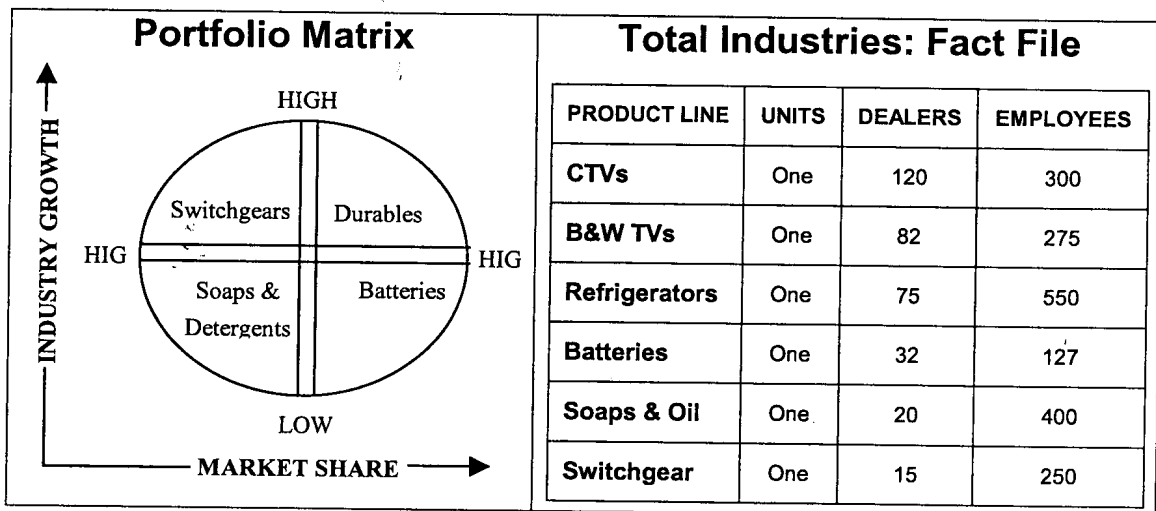 Portfolio Matrix
HIGH
INDUSTRY GROWTH
Switchgears Durables
HIG HIG
Soaps & Batteries
Detergents
LOW
MARKET SHARE
Total Industries: Fact File
PRODUCT LINE UNITS DEALERS EMPLOYEES
CTVs One 120 300
B&W TVs One 82 275
Refrigerators One 75 550
Batteries One 32 127
Soaps & Oil One 20 400
Switchgear One 15 250